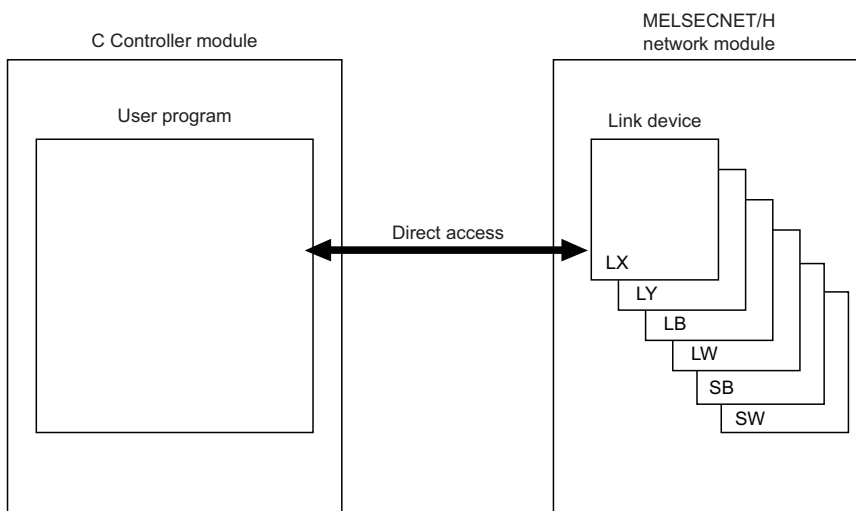 C Controller module
MELSECNET/H
network module
User program
Link device
Direct access
LX
LY
LB
LW
SB
SW